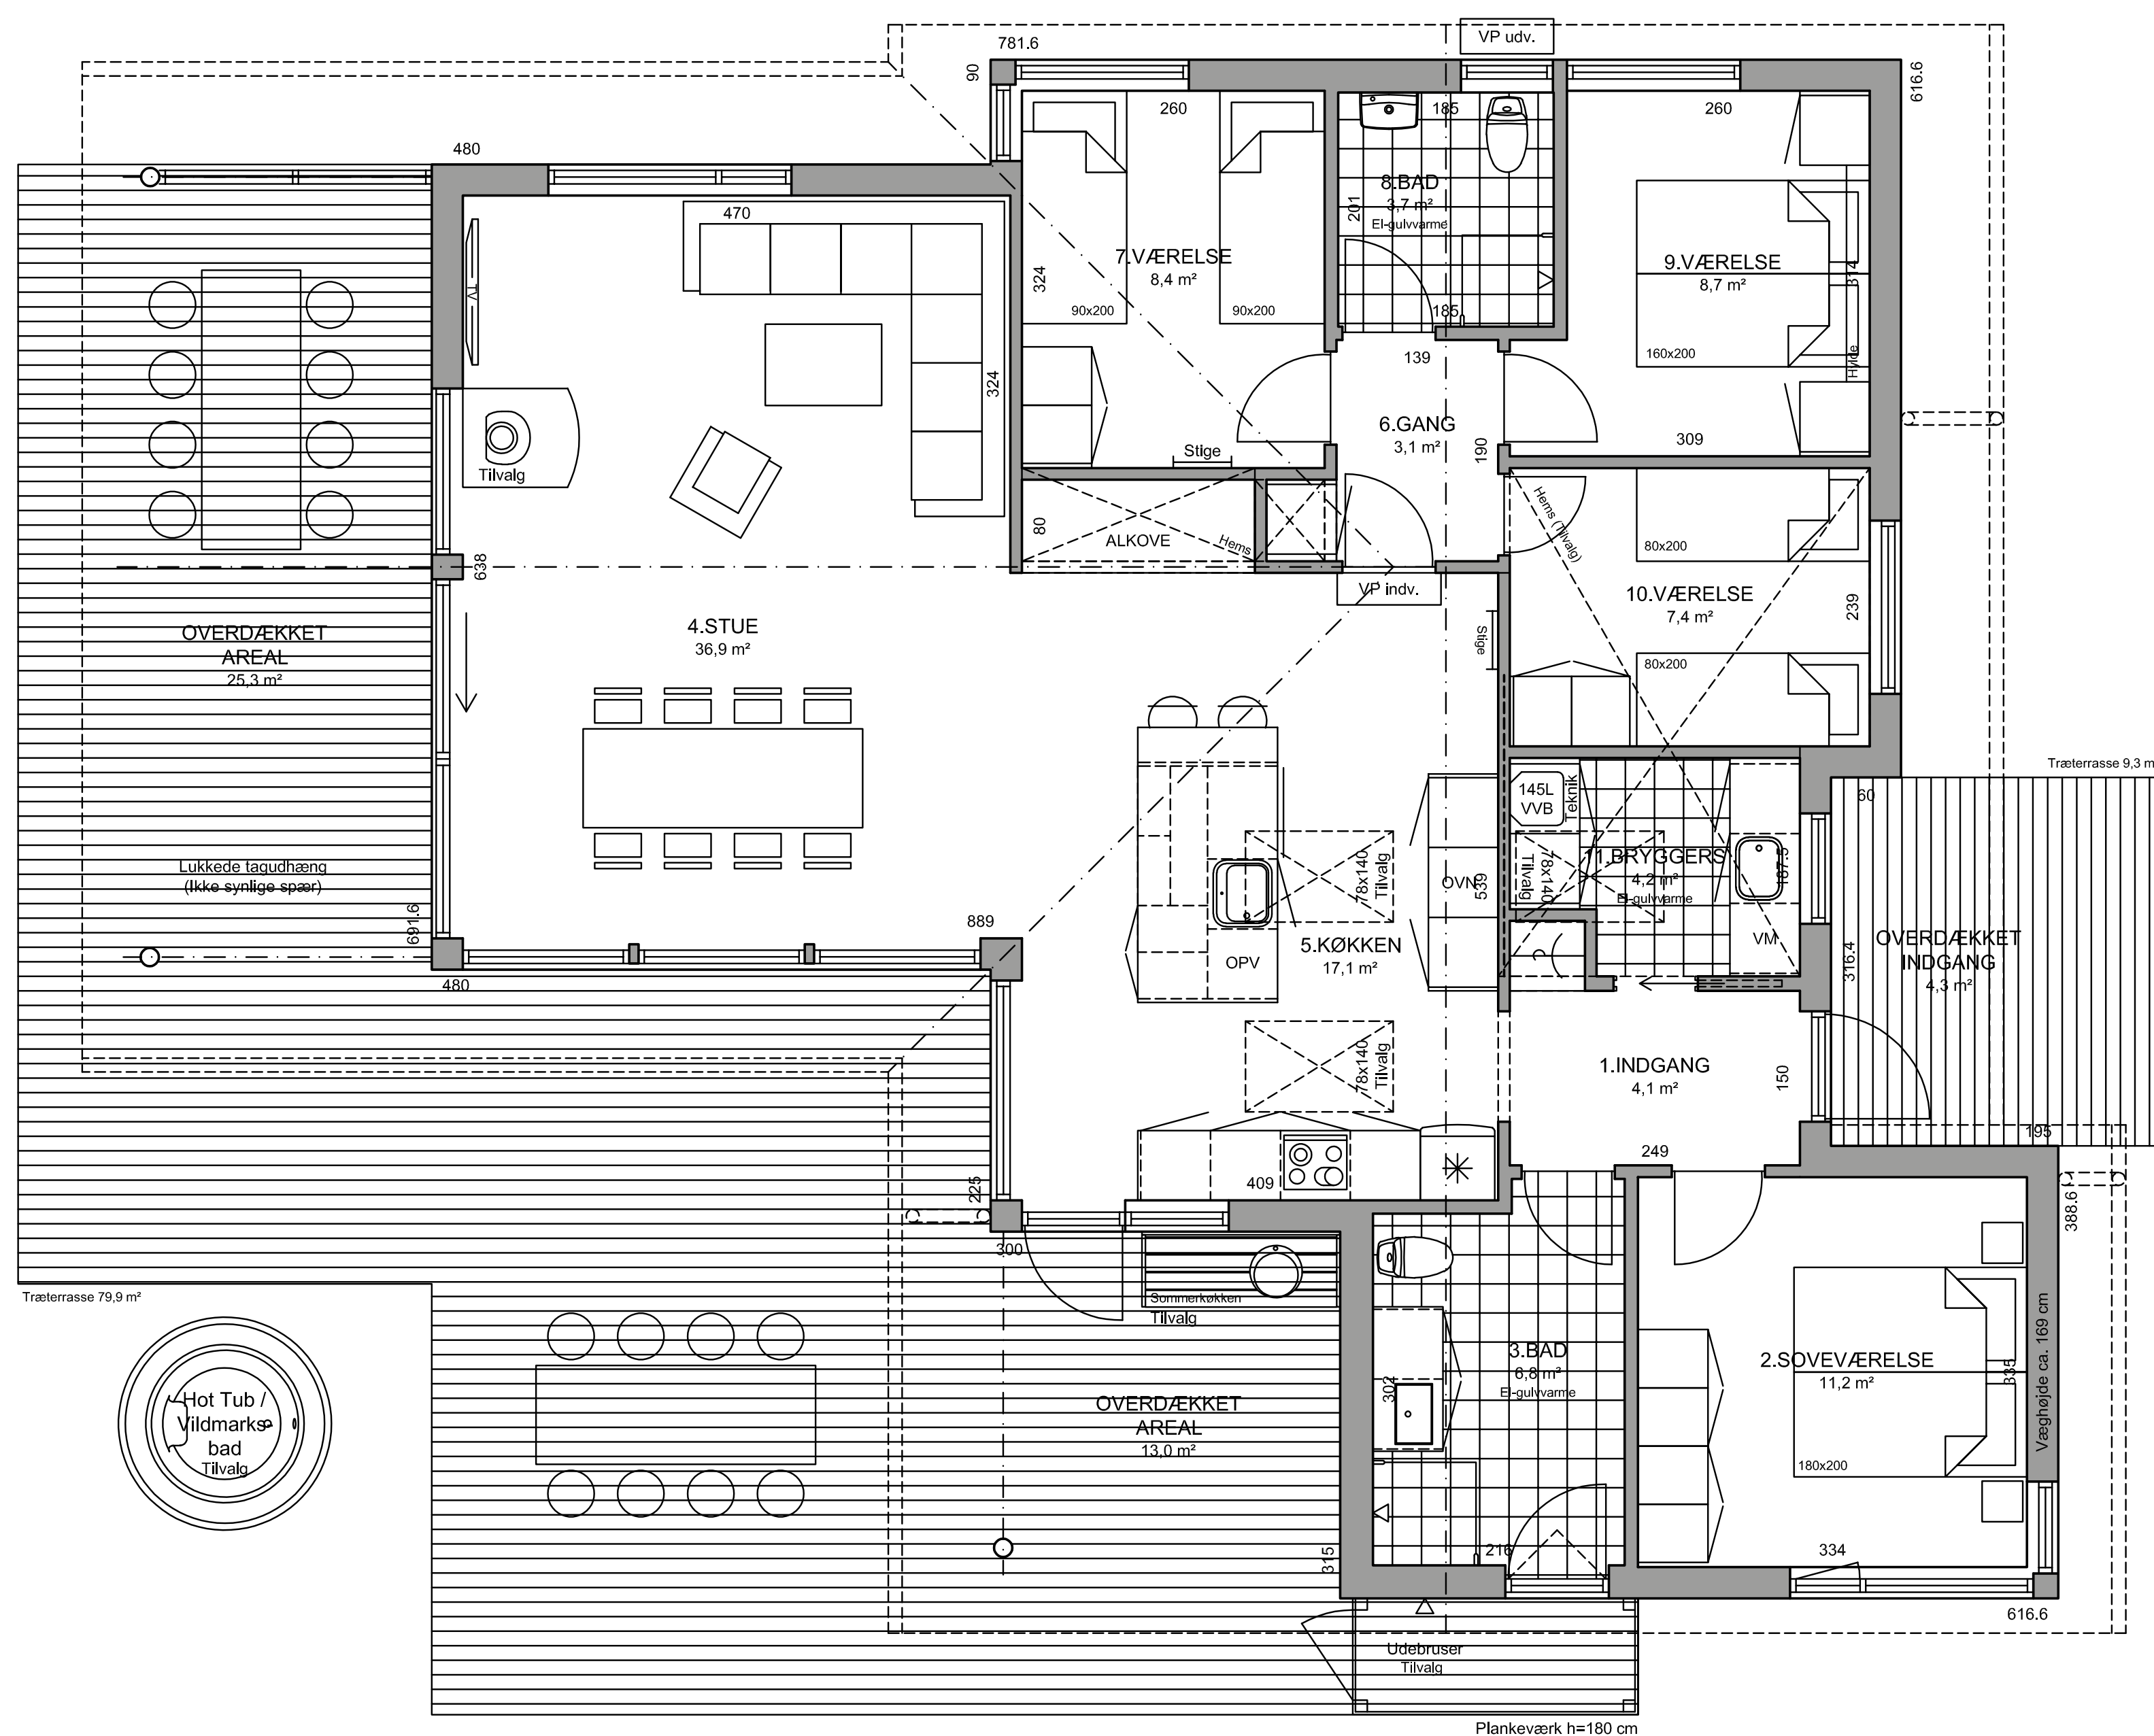 VP udv.
781.6
90
616.6
260
185
260
480
470
8.BAD
3,7 m²
El-gulvvarme
201
185
7.VÆRELSE
8,4 m²
324
90x200
90x200
9.VÆRELSE
8,7 m²
314
160x200
Hylde
TV
324
139
6.GANG
3,1 m²
190
309
Stige
Tilvalg
80
ALKOVE
Hems
Hems (Tilvalg)
80x200
638
VP indv.
10.VÆRELSE
7,4 m²
239
Stige
80x200
OVERDÆKKET
AREAL
25,3 m²
4.STUE
36,9 m²
Træterrasse 9,3 m
60
145L
VVB
Teknik
11.BRYGGERS
4,2 m²
El-gulvvarme
78x140
Tilvalg
187.5
VM
78x140
Tilvalg
OVN
539
Lukkede tagudhæng
(Ikke synlige spær)
691.6
889
480
OPV
5.KØKKEN
17,1 m²
316.4
OVERDÆKKET
INDGANG
4,3 m²
78x140
Tilvalg
1.INDGANG
4,1 m²
150
195
249
409
225
388.6
300
Træterrasse 79,9 m²
Sommerkøkken
Tilvalg
Hot Tub /
Vildmarks-
bad
Tilvalg
OVERDÆKKET
AREAL
13,0 m²
302
3.BAD
6,8 m²
El-gulvvarme
2.SOVEVÆRELSE
11,2 m²
335
Væghøjde ca. 169 cm
180x200
315
216
334
616.6
Udebruser
Tilvalg
Plankeværk h=180 cm